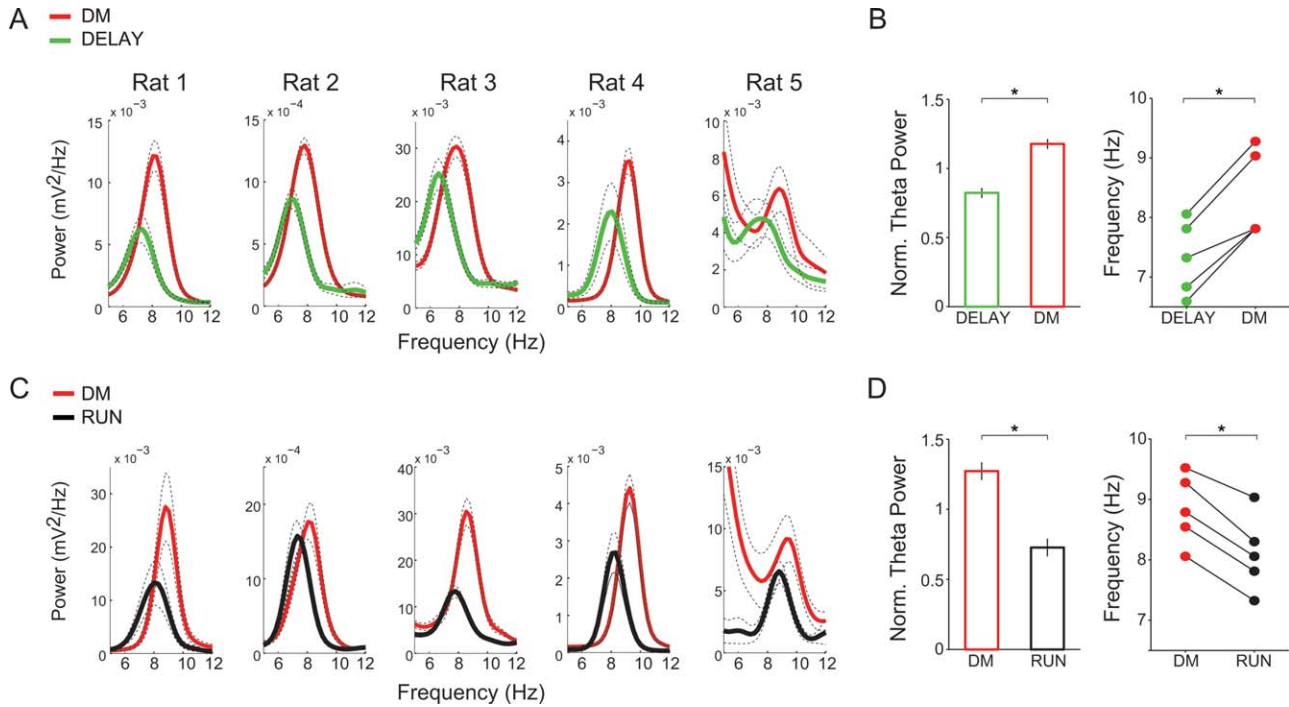 A
DM
DELAY
Rat 1
Rat 2
Rat 3
Rat 4
Rat 5
x 10⁻³
x 10⁻⁴
x 10⁻³
x 10⁻³
x 10⁻³
Power (mV²/Hz)
15
10
5
0
6 8 10 12
15
10
5
0
6 8 10 12
30
20
10
0
6 8 10 12
4
3
2
1
0
6 8 10 12
10
8
6
4
2
0
6 8 10 12
Frequency (Hz)
B
*
Norm. Theta Power
1.5
1
0.5
0
DELAY DM
*
Frequency (Hz)
10
9
8
7
DELAY DM
C
DM
RUN
x 10⁻³
x 10⁻⁴
x 10⁻³
x 10⁻³
x 10⁻³
Power (mV²/Hz)
30
20
10
0
6 8 10 12
25
20
15
10
5
0
6 8 10 12
40
30
20
10
0
6 8 10 12
5
4
3
2
1
0
6 8 10 12
15
10
5
0
6 8 10 12
Frequency (Hz)
D
*
Norm. Theta Power
1.5
1
0.5
0
DM RUN
*
Frequency (Hz)
10
9
8
7
DM RUN